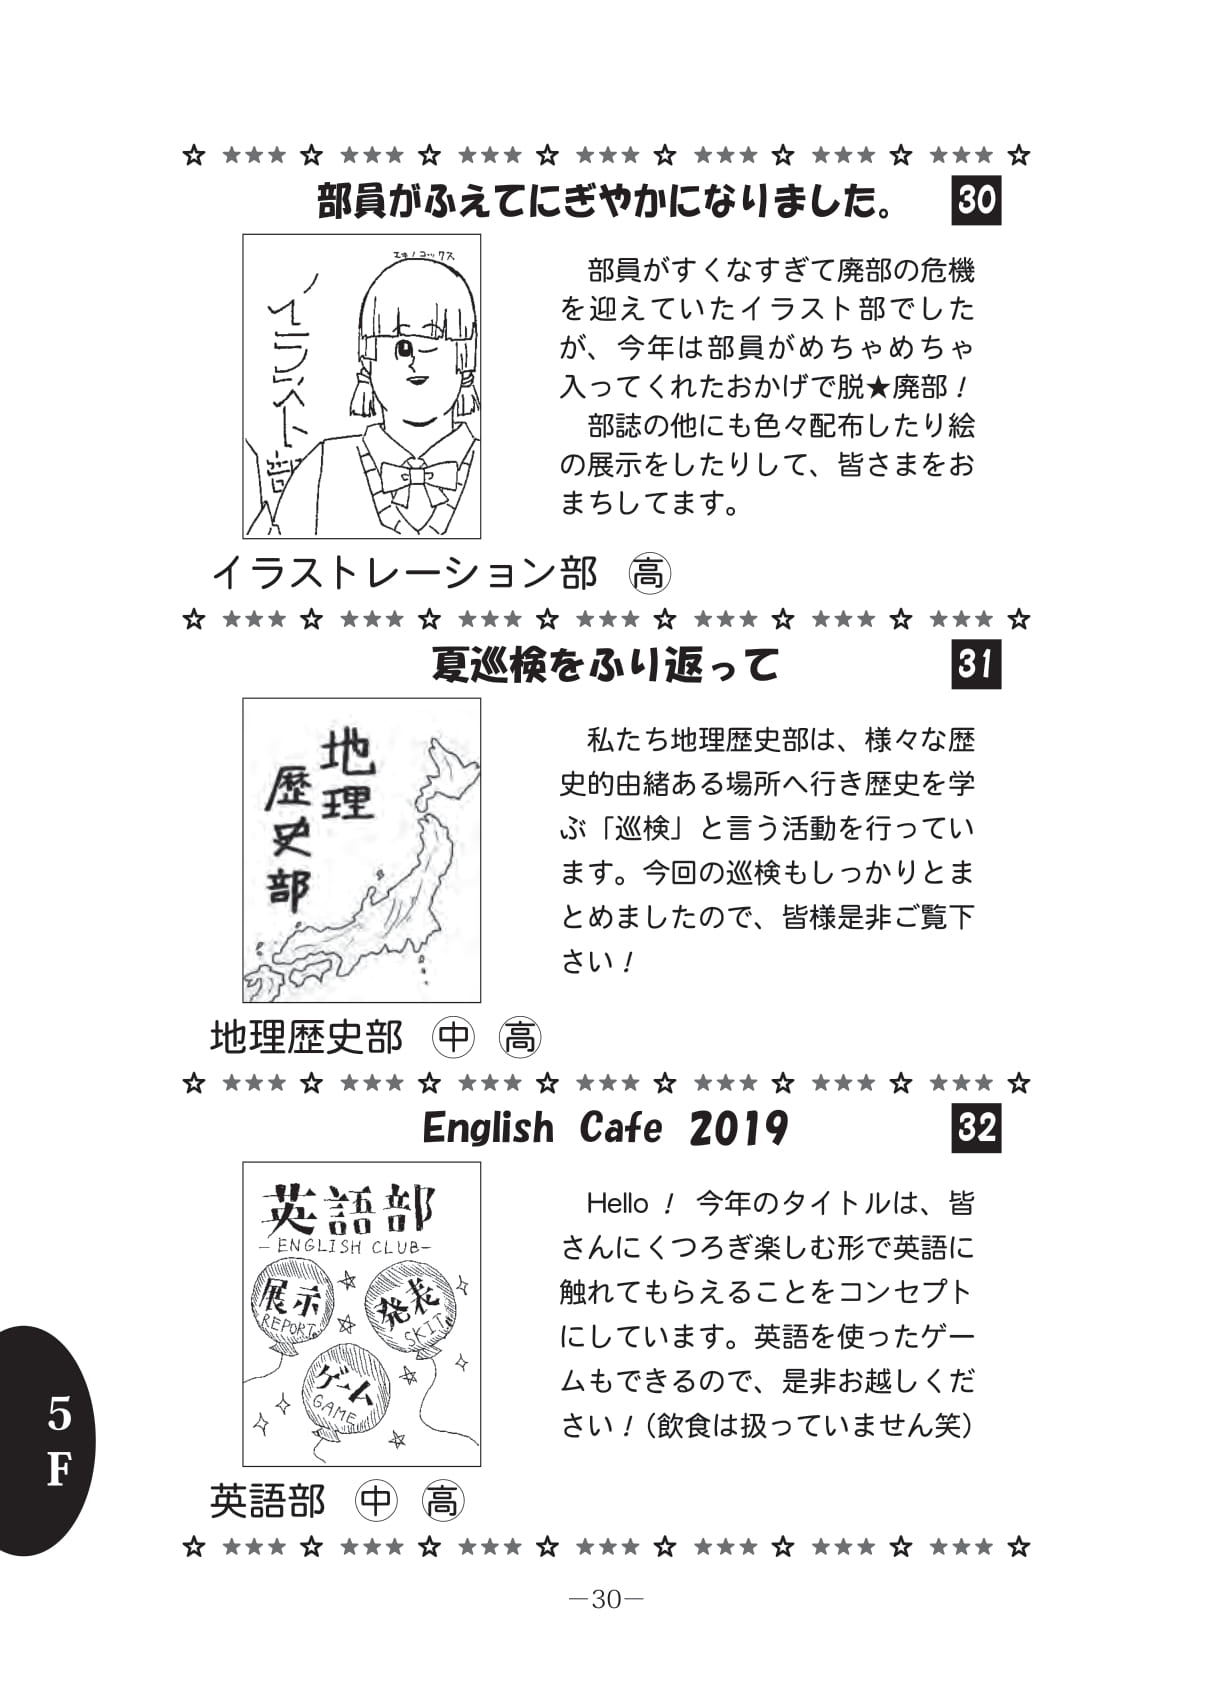 ☆ ★★★ ☆ ★★★ ☆ ★★★ ☆ ★★★ ☆ ★★★ ☆ ★★★ ☆ ★★★ ☆
部員がふえてにぎやかになりました。 30
イラスト部
部員がすくなすぎて廃部の危機
を迎えていたイラスト部でした
が、今年は部員がめちゃめちゃ
入ってくれたおかげで脱★廃部!
部誌の他にも色々配布したり絵
の展示をしたりして、皆さまをお
まちしてます。
イラストレーション部 ㊥高
☆ ★★★ ☆ ★★★ ☆ ★★★ ☆ ★★★ ☆ ★★★ ☆ ★★★ ☆ ★★★ ☆
夏巡検をふり返って 31
地理
歴史部
私たち地理歴史部は、様々な歴
史的由緒ある場所へ行き歴史を学
ぶ「巡検」と言う活動を行ってい
ます。今回の巡検もしっかりとま
とめましたので、皆様是非ご覧下
さい!
地理歴史部 中 高
☆ ★★★ ☆ ★★★ ☆ ★★★ ☆ ★★★ ☆ ★★★ ☆ ★★★ ☆ ★★★ ☆
English Cafe 2019 32
英語部
-ENGLISH CLUB-
展示
REPORT
発表
SKIT
ゲーム
GAME
Hello! 今年のタイトルは、皆
さんにくつろぎ楽しむ形で英語に
触れてもらえることをコンセプト
にしています。英語を使ったゲー
ムもできるので、是非お越しくだ
さい!(飲食は扱っていません笑)
英語部 中 高
☆ ★★★ ☆ ★★★ ☆ ★★★ ☆ ★★★ ☆ ★★★ ☆ ★★★ ☆ ★★★ ☆
5
F
—30—